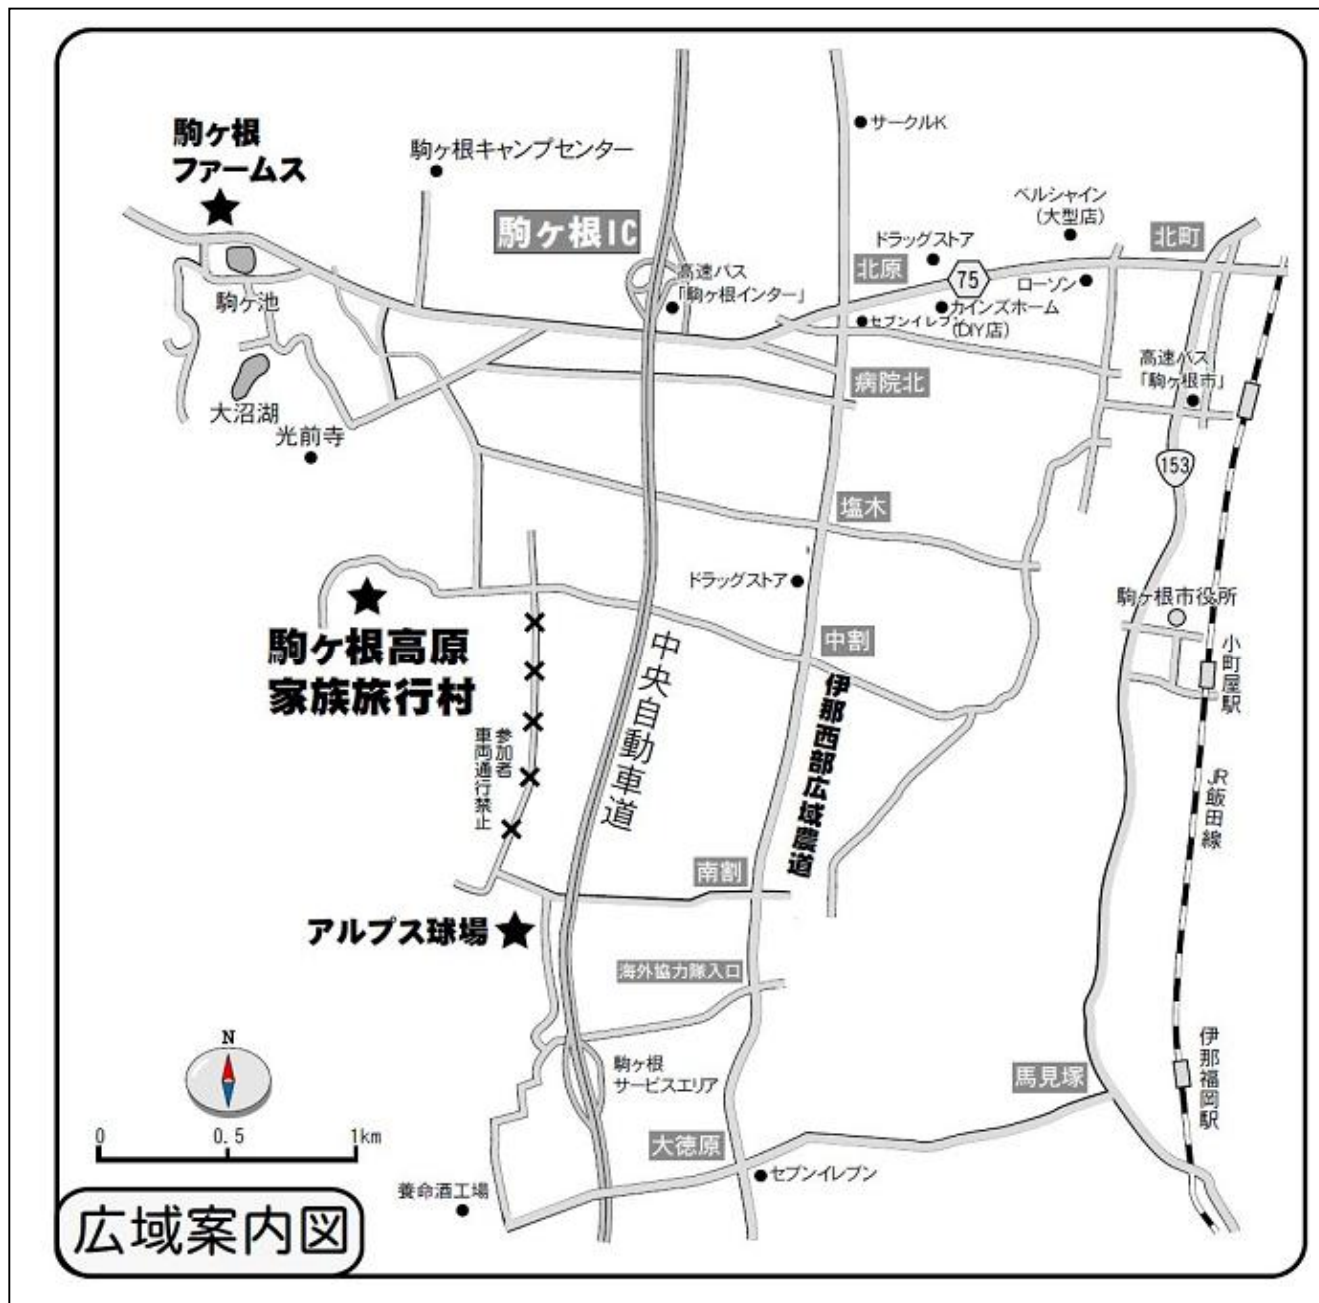 サークルK
駒ヶ根
ファームス
駒ヶ根キャンプセンター
ベルシャイン
(大型店)
駒ヶ根IC
北町
ドラッグストア
北原
高速バス
「駒ヶ根インター」
75
ローソン
カインズホーム
(DIY店)
セブンイレブン
駒ヶ池
高速バス
「駒ヶ根市」
病院北
大沼湖
光前寺
153
塩木
ドラッグストア
駒ヶ根市役所
駒ヶ根高原
家族旅行村
中割
小町屋駅
中央自動車道
伊那西部広域農道
参加者
車両通行禁止
JR飯田線
南割
アルプス球場
海外協力隊入口
N
駒ヶ根
サービスエリア
馬見塚
伊那福岡駅
0 0.5 1km
大徳原
セブンイレブン
養命酒工場
広域案内図